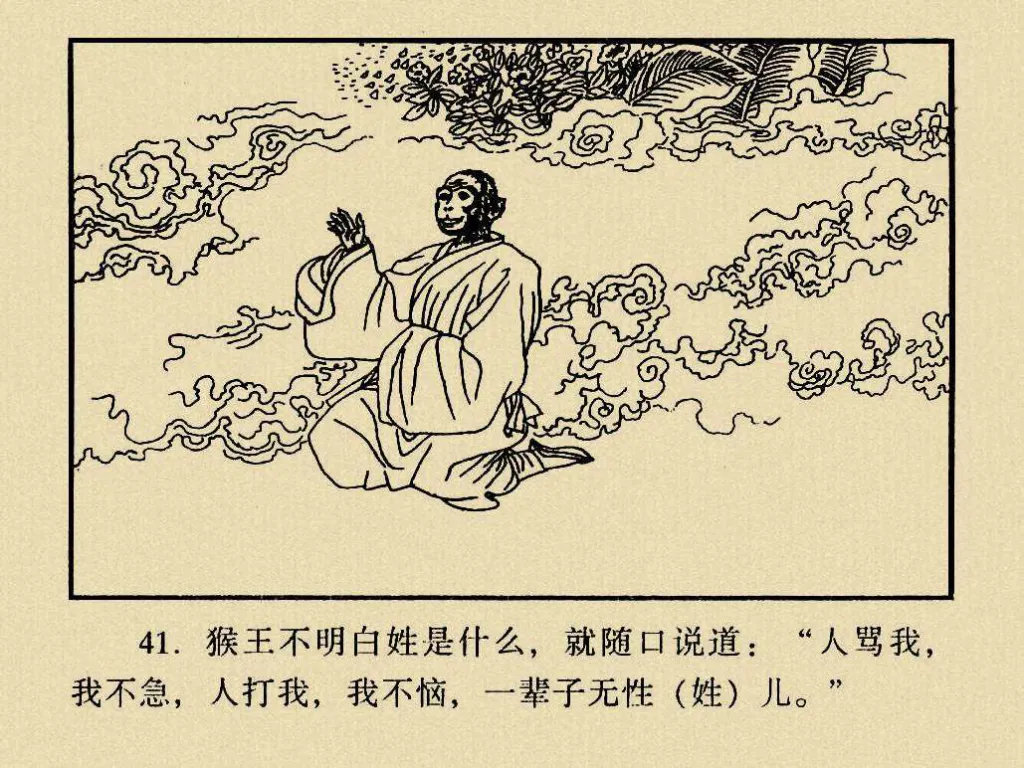 41. 猴王不明白姓是什么，就随口说道：“人骂我，
我不急，人打我，我不恼，一辈子无性（姓）儿。”